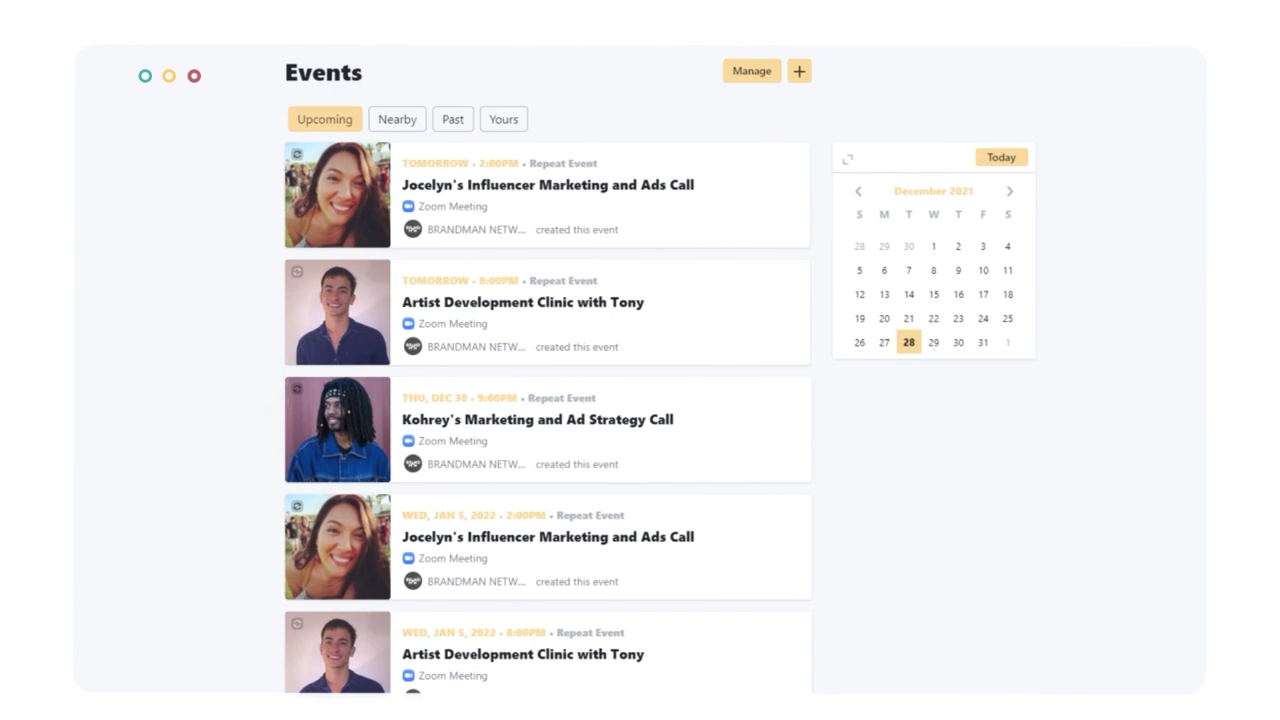 Events
Manage +
Upcoming Nearby Past Yours
TOMORROW • 2:00PM • Repeat Event
Jocelyn's Influencer Marketing and Ads Call
Zoom Meeting
BRANDMAN NETW... created this event
TOMORROW • 8:00PM • Repeat Event
Artist Development Clinic with Tony
Zoom Meeting
BRANDMAN NETW... created this event
THU, DEC 30 • 9:00PM • Repeat Event
Kohrey's Marketing and Ad Strategy Call
Zoom Meeting
BRANDMAN NETW... created this event
WED, JAN 5, 2022 • 2:00PM • Repeat Event
Jocelyn's Influencer Marketing and Ads Call
Zoom Meeting
BRANDMAN NETW... created this event
WED, JAN 5, 2022 • 8:00PM • Repeat Event
Artist Development Clinic with Tony
Zoom Meeting
Today
December 2021
S M T W T F S
28 29 30 1 2 3 4
5 6 7 8 9 10 11
12 13 14 15 16 17 18
19 20 21 22 23 24 25
26 27 28 29 30 31 1